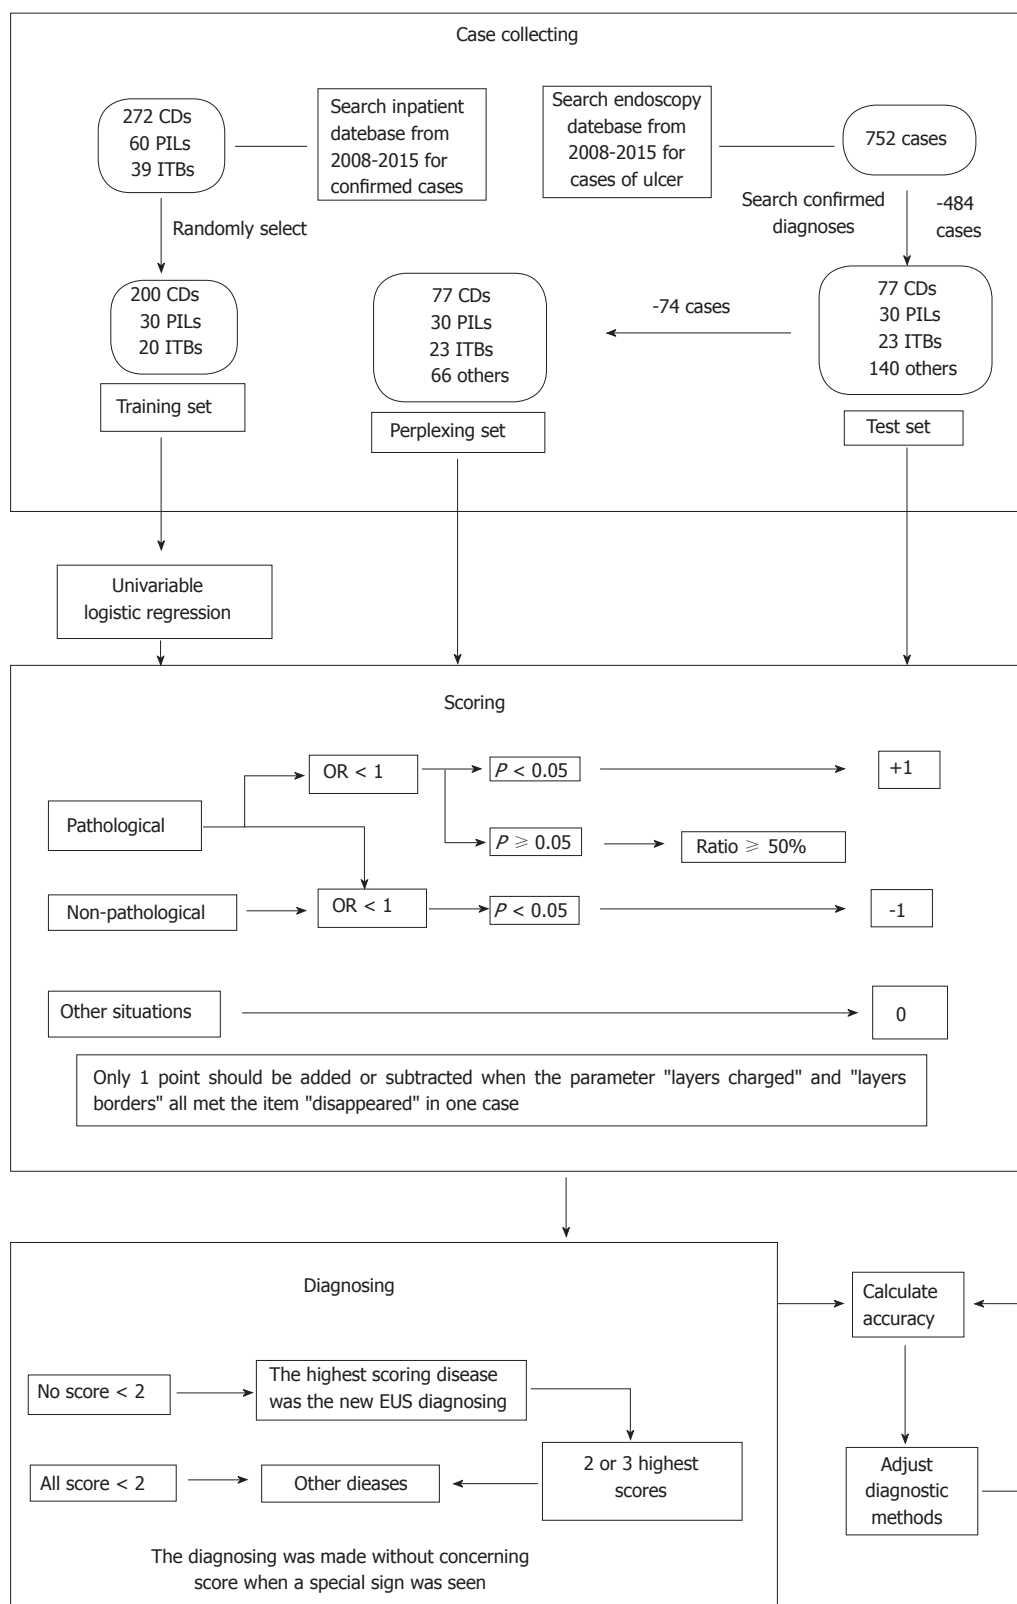 Case collecting
272 CDs
60 PILs
39 ITBs
Search inpatient
datebase from
2008-2015 for
confirmed cases
Search endoscopy
datebase from
2008-2015 for
cases of ulcer
752 cases
Randomly select
Search confirmed
diagnoses
-484
cases
200 CDs
30 PILs
20 ITBs
77 CDs
30 PILs
23 ITBs
66 others
-74 cases
77 CDs
30 PILs
23 ITBs
140 others
Training set
Perplexing set
Test set
Univariable
logistic regression
Scoring
Pathological
OR < 1
P < 0.05
+1
P ≥ 0.05
Ratio ≥ 50%
Non-pathological
OR < 1
P < 0.05
-1
Other situations
0
Only 1 point should be added or subtracted when the parameter "layers charged" and "layers
borders" all met the item "disappeared" in one case
Diagnosing
No score < 2
The highest scoring disease
was the new EUS diagnosing
All score < 2
Other dieases
2 or 3 highest
scores
The diagnosing was made without concerning
score when a special sign was seen
Calculate
accuracy
Adjust
diagnostic
methods